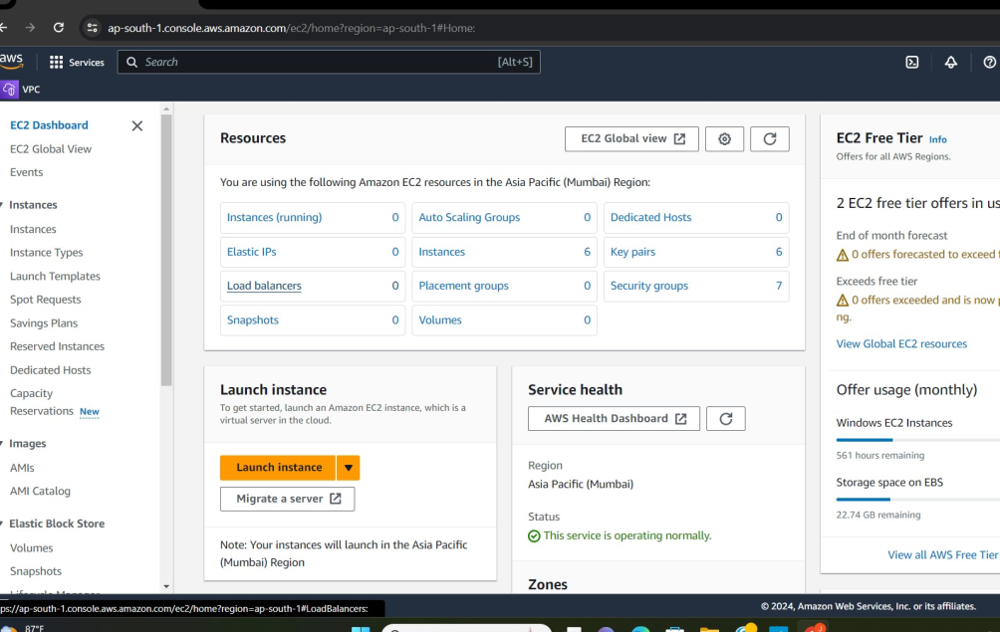 ap-south-1.console.aws.amazon.com/ec2/home?region=ap-south-1#Home:
aws
Services
Search
[Alt+S]
VPC
EC2 Dashboard
EC2 Global View
Events
Instances
Instances
Instance Types
Launch Templates
Spot Requests
Savings Plans
Reserved Instances
Dedicated Hosts
Capacity
Reservations New
Images
AMIs
AMI Catalog
Elastic Block Store
Volumes
Snapshots
Lifecycle Manager
Resources
EC2 Global view
You are using the following Amazon EC2 resources in the Asia Pacific (Mumbai) Region:
Instances (running) 0
Auto Scaling Groups 0
Dedicated Hosts 0
Elastic IPs 0
Instances 6
Key pairs 6
Load balancers 0
Placement groups 0
Security groups 7
Snapshots 0
Volumes 0
Launch instance
To get started, launch an Amazon EC2 instance, which is a
virtual server in the cloud.
Launch instance
Migrate a server
Note: Your instances will launch in the Asia Pacific
(Mumbai) Region
Service health
AWS Health Dashboard
Region
Asia Pacific (Mumbai)
Status
This service is operating normally.
Zones
EC2 Free Tier Info
Offers for all AWS Regions.
2 EC2 free tier offers in us
End of month forecast
0 offers forecasted to exceed
Exceeds free tier
0 offers exceeded and is now
ng.
View Global EC2 resources
Offer usage (monthly)
Windows EC2 Instances
561 hours remaining
Storage space on EBS
22.74 GB remaining
View all AWS Free Tier
ps://ap-south-1.console.aws.amazon.com/ec2/home?region=ap-south-1#LoadBalancers:
© 2024, Amazon Web Services, Inc. or its affiliates.
87°F